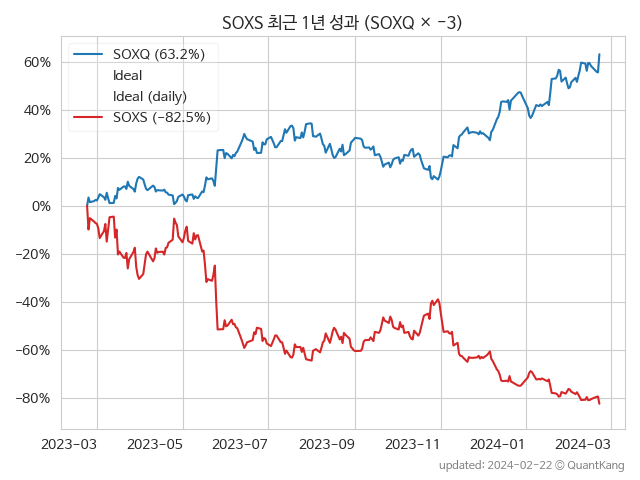 SOXS 최근 1년 성과 (SOXQ × −3)
SOXQ (63.2%)
Ideal
Ideal (daily)
SOXS (−82.5%)
60%
40%
20%
0%
−20%
−40%
−60%
−80%
2023−03 2023−05 2023−07 2023−09 2023−11 2024−01 2024−03
updated: 2024−02−22 © QuantKang